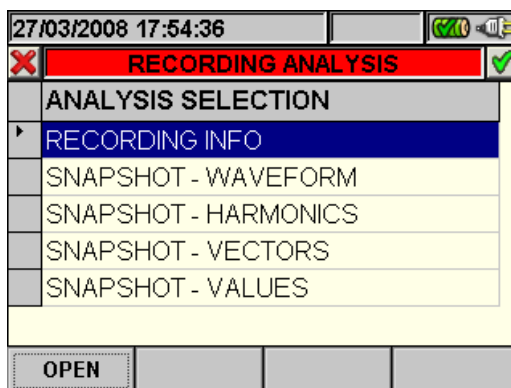 27/03/2008 17:54:36
RECORDING ANALYSIS
ANALYSIS SELECTION
RECORDING INFO
SNAPSHOT - WAVEFORM
SNAPSHOT - HARMONICS
SNAPSHOT - VECTORS
SNAPSHOT - VALUES
OPEN